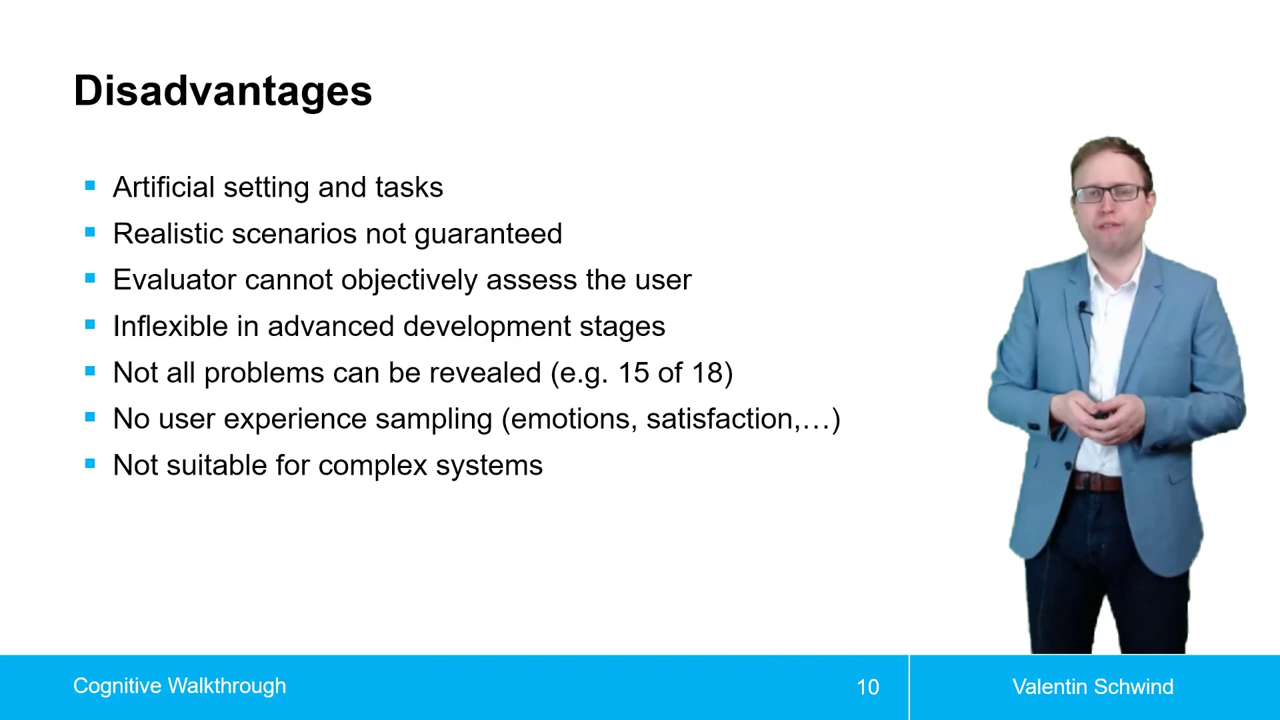 Disadvantages
Artificial setting and tasks
Realistic scenarios not guaranteed
Evaluator cannot objectively assess the user
Inflexible in advanced development stages
Not all problems can be revealed (e.g. 15 of 18)
No user experience sampling (emotions, satisfaction,…)
Not suitable for complex systems
Cognitive Walkthrough
10
Valentin Schwind